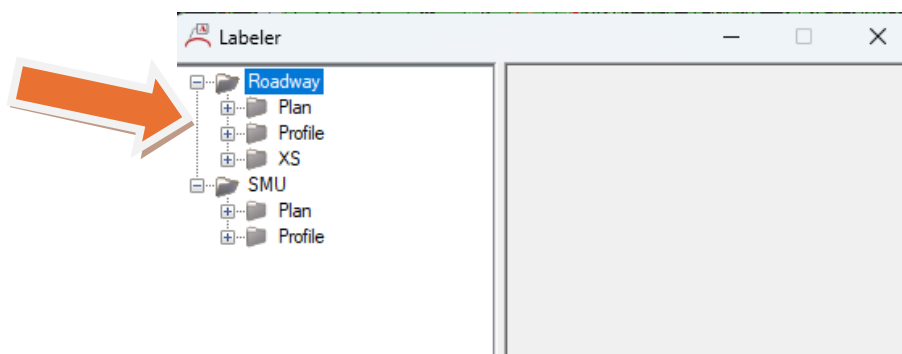 Labeler
Roadway
Plan
Profile
XS
SMU
Plan
Profile